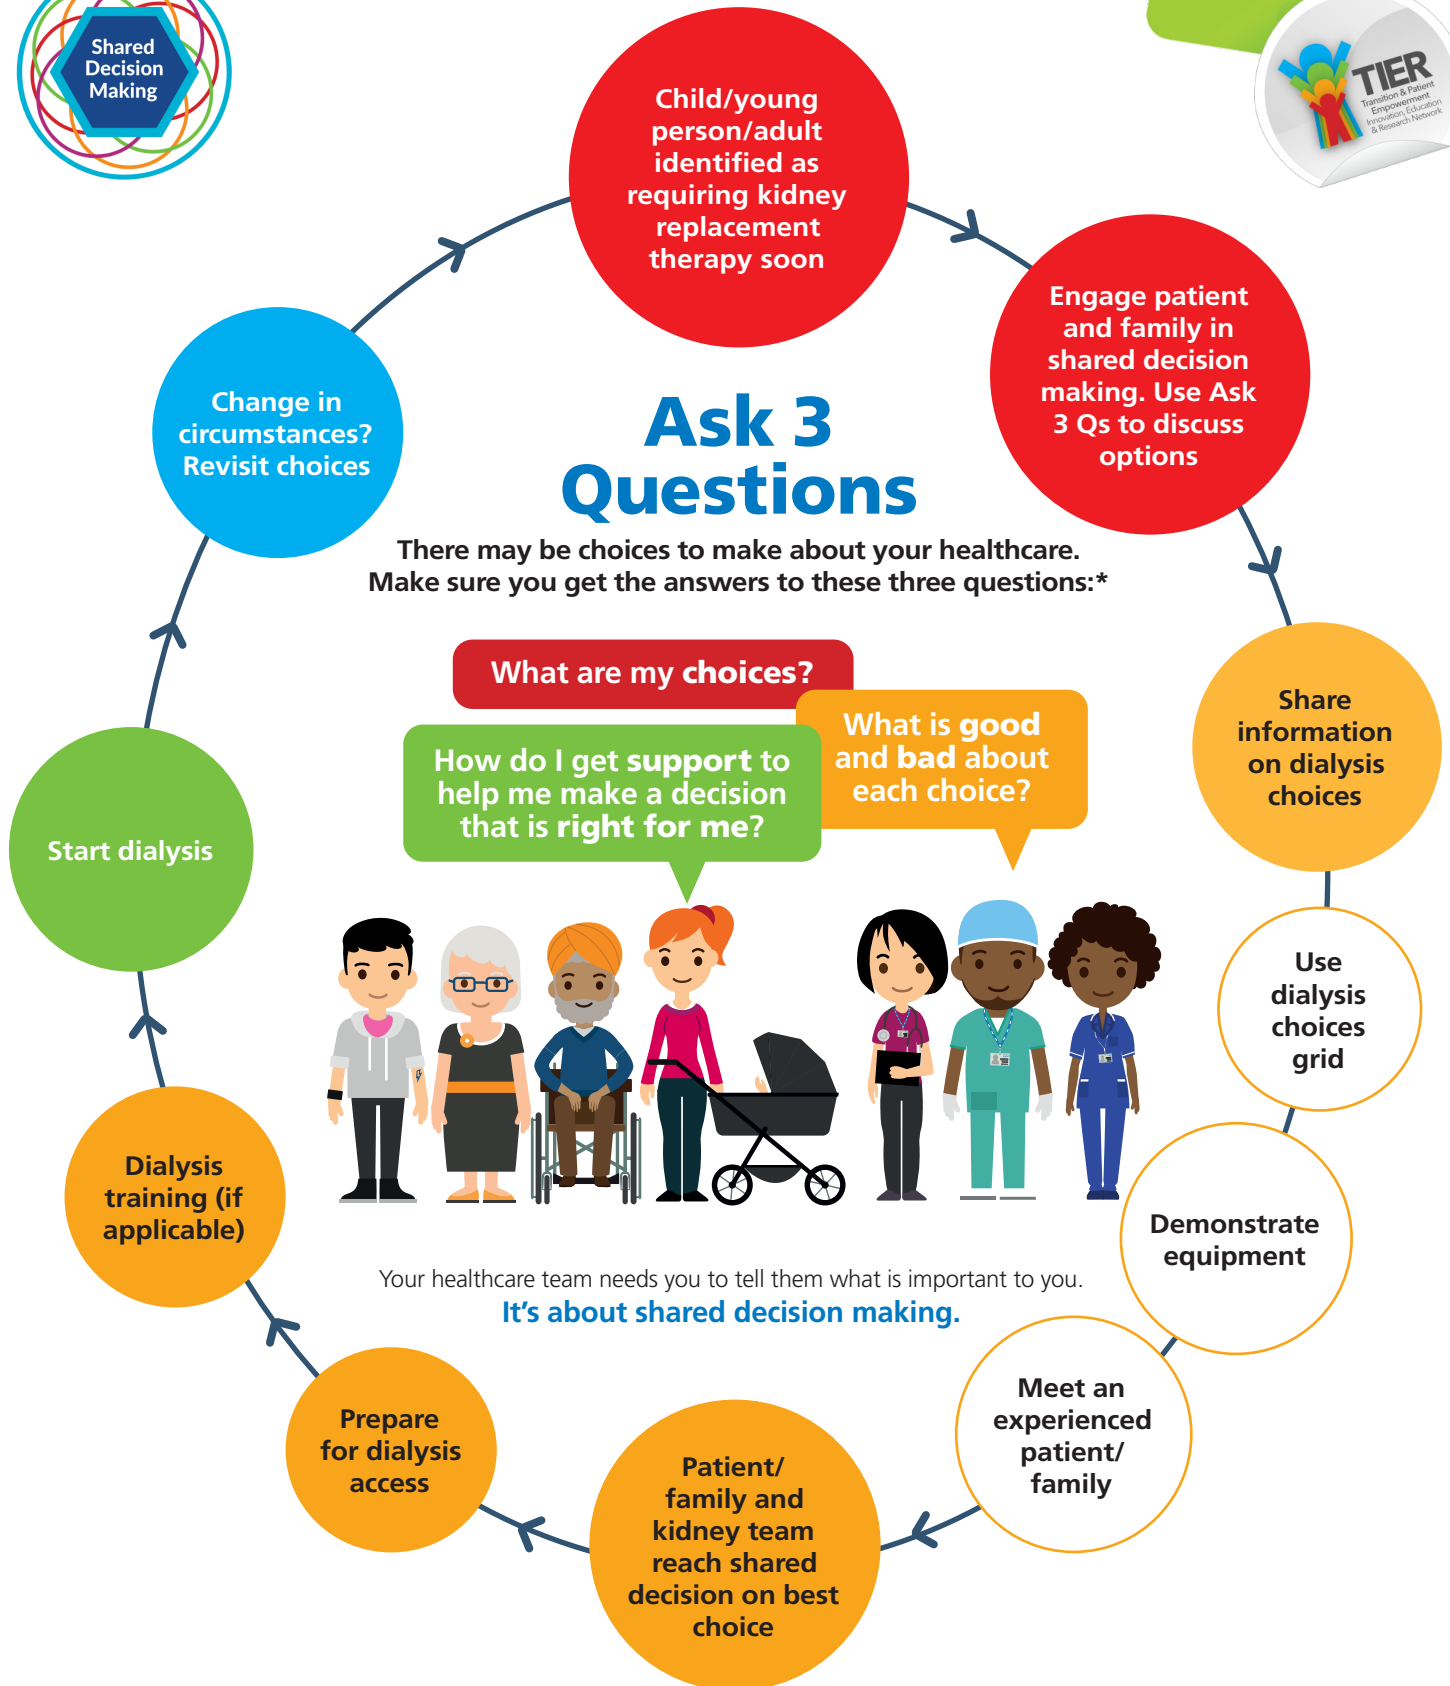 Shared
Decision
Making
TIER
Transition & Patient
Empowerment
Innovation, Education
& Research Network
Child/young
person/adult
identified as
requiring kidney
replacement
therapy soon
Engage patient
and family in
shared decision
making. Use Ask
3 Qs to discuss
options
Share
information
on dialysis
choices
Use
dialysis
choices
grid
Demonstrate
equipment
Meet an
experienced
patient/
family
Patient/
family and
kidney team
reach shared
decision on best
choice
Prepare
for dialysis
access
Dialysis
training (if
applicable)
Start dialysis
Change in
circumstances?
Revisit choices
Ask 3
Questions
There may be choices to make about your healthcare.
Make sure you get the answers to these three questions:*
What are my choices?
What is good
and bad about
each choice?
How do I get support to
help me make a decision
that is right for me?
Your healthcare team needs you to tell them what is important to you.
It's about shared decision making.